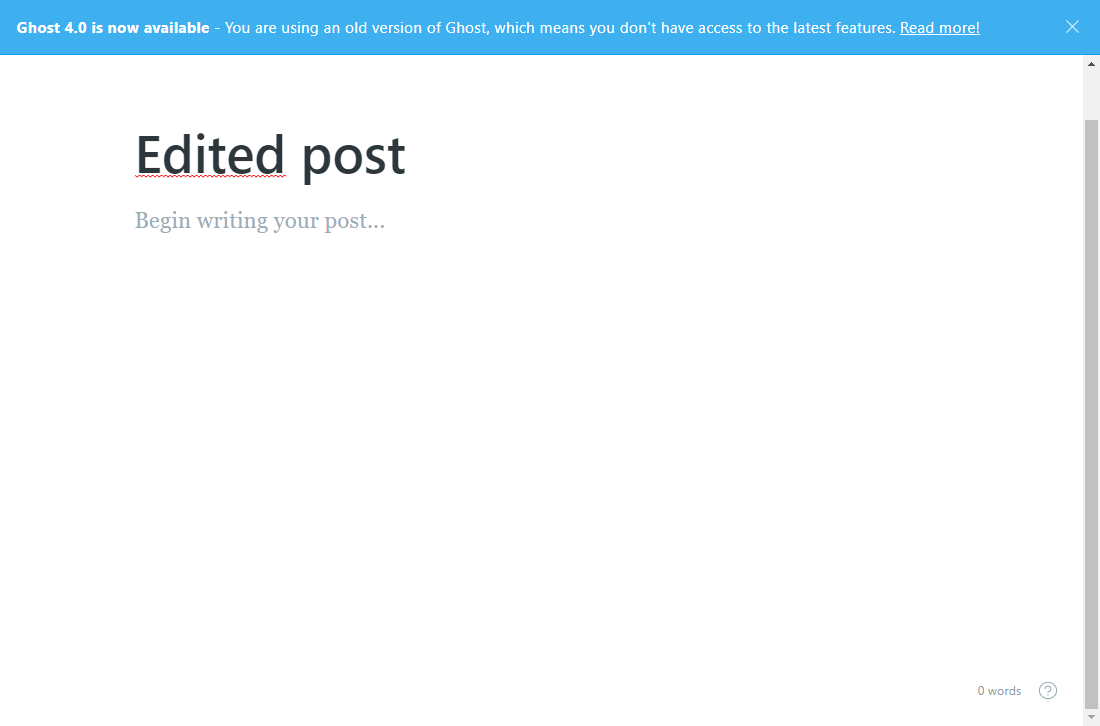 Ghost 4.0 is now available - You are using an old version of Ghost, which means you don't have access to the latest features. Read more!
Edited post
Begin writing your post...
0 words
?